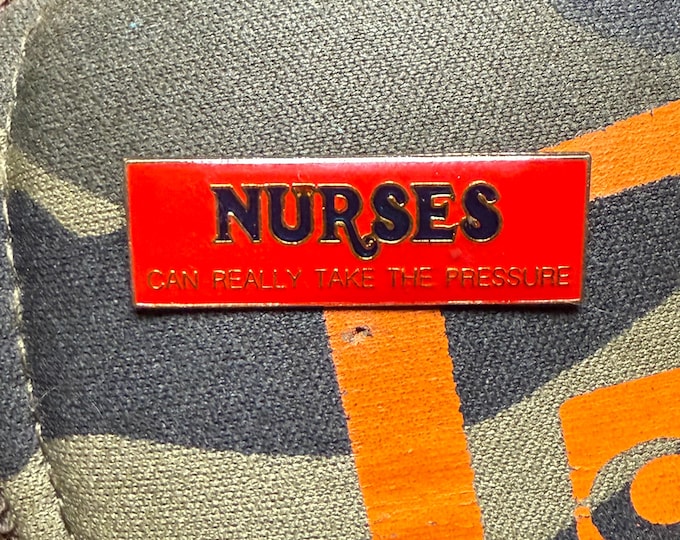 NURSES
CAN REALLY TAKE THE PRESSURE